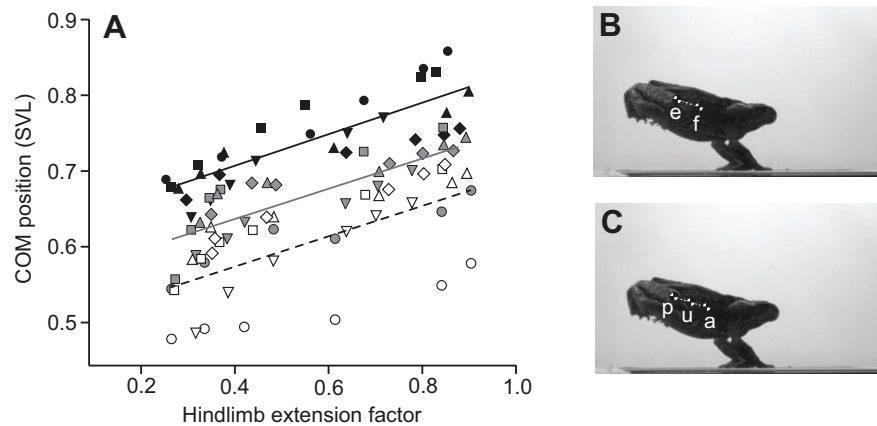 A
0.9
0.8
0.7
0.6
0.5
COM position (SVL)
0.2 0.4 0.6 0.8 1.0
Hindlimb extension factor
B
e
f
C
p u a